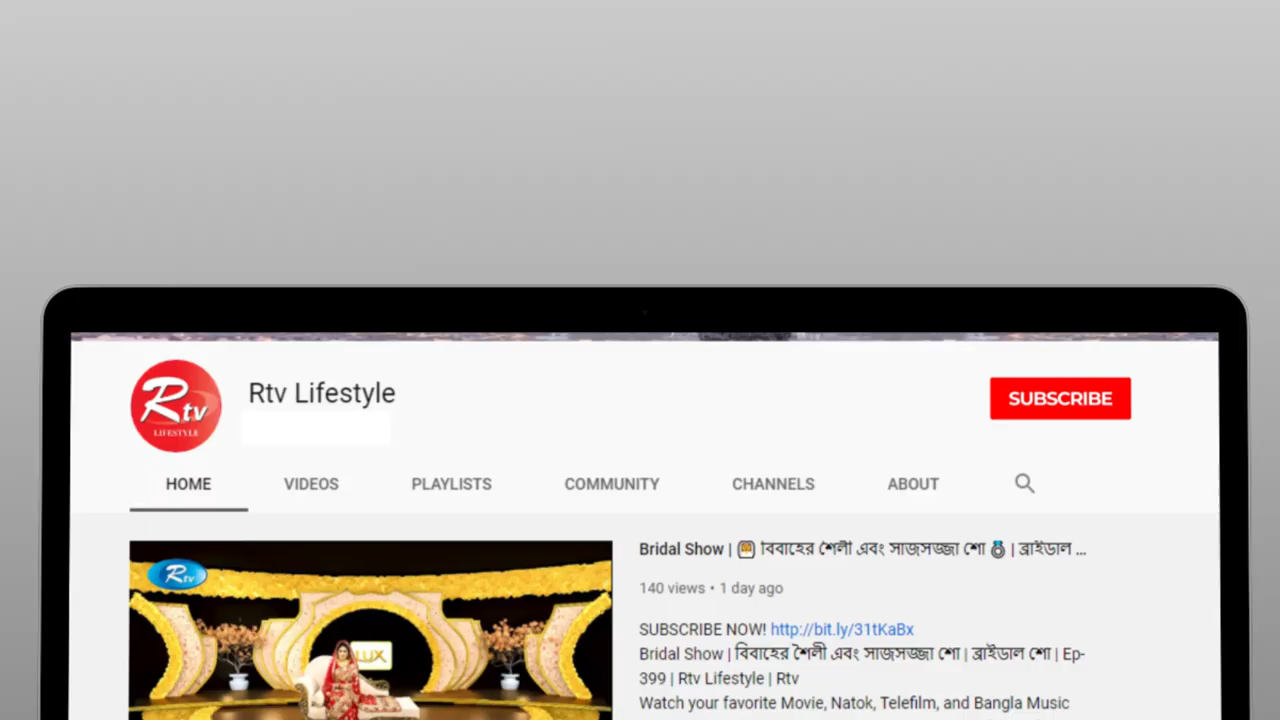 Rtv
LIFESTYLE
Rtv Lifestyle
SUBSCRIBE
HOME VIDEOS PLAYLISTS COMMUNITY CHANNELS ABOUT
Rtv
LUX
Bridal Show | 👰 বিবাহের শৈলী এবং সাজসজ্জা শো 💍 | ব্রাইডাল ...
140 views • 1 day ago
SUBSCRIBE NOW! http://bit.ly/31tKaBx
Bridal Show | বিবাহের শৈলী এবং সাজসজ্জা শো | ব্রাইডাল শো | Ep-
399 | Rtv Lifestyle | Rtv
Watch your favorite Movie, Natok, Telefilm, and Bangla Music